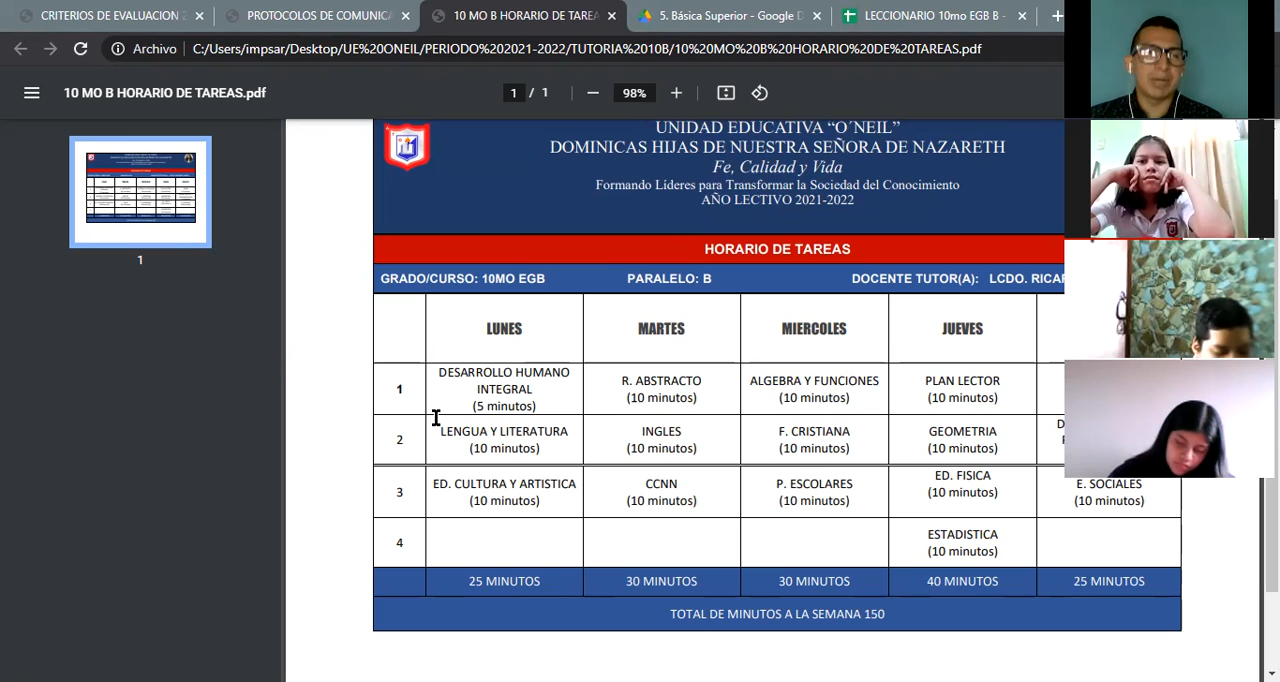 CRITERIOS DE EVALUACION 2
PROTOCOLOS DE COMUNICA
10 MO B HORARIO DE TAREA
5. Básica Superior - Google D
LECCIONARIO 10mo EGB B -
Archivo
C:/Users/impsar/Desktop/UE%20ONEIL/PERIODO%202021-2022/TUTORIA%2010B/10%20MO%20B%20HORARIO%20DE%20TAREAS.pdf
10 MO B HORARIO DE TAREAS.pdf
1 / 1
98%
1
UNIDAD EDUCATIVA “O´NEIL”
DOMINICAS HIJAS DE NUESTRA SEÑORA DE NAZARETH
Fe, Calidad y Vida
Formando Líderes para Transformar la Sociedad del Conocimiento
AÑO LECTIVO 2021-2022
HORARIO DE TAREAS
GRADO/CURSO: 10MO EGB PARALELO: B DOCENTE TUTOR(A): LCDO. RICAR
LUNES MARTES MIERCOLES JUEVES
1
DESARROLLO HUMANO
INTEGRAL
(5 minutos)
R. ABSTRACTO
(10 minutos)
ALGEBRA Y FUNCIONES
(10 minutos)
PLAN LECTOR
(10 minutos)
2
LENGUA Y LITERATURA
(10 minutos)
INGLES
(10 minutos)
F. CRISTIANA
(10 minutos)
GEOMETRIA
(10 minutos)
3
ED. CULTURA Y ARTISTICA
(10 minutos)
CCNN
(10 minutos)
P. ESCOLARES
(10 minutos)
ED. FISICA
(10 minutos)
E. SOCIALES
(10 minutos)
4
ESTADISTICA
(10 minutos)
25 MINUTOS 30 MINUTOS 30 MINUTOS 40 MINUTOS 25 MINUTOS
TOTAL DE MINUTOS A LA SEMANA 150